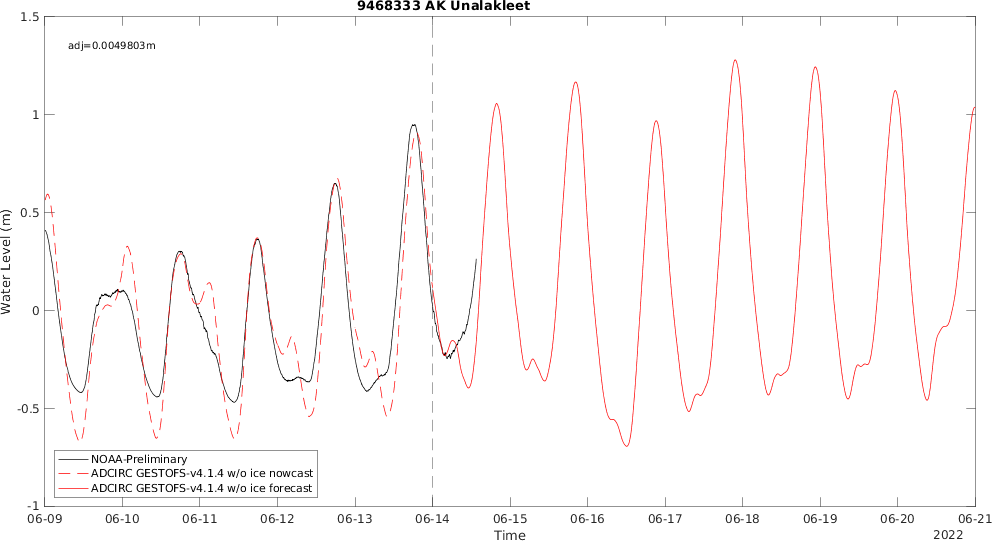 9468333 AK Unalakleet
adj=0.0049803m
1.5
1
0.5
0
-0.5
-1
Water Level (m)
NOAA-Preliminary
ADCIRC GESTOFS-v4.1.4 w/o ice nowcast
ADCIRC GESTOFS-v4.1.4 w/o ice forecast
06-09 06-10 06-11 06-12 06-13 06-14 06-15 06-16 06-17 06-18 06-19 06-20 06-21
Time
2022